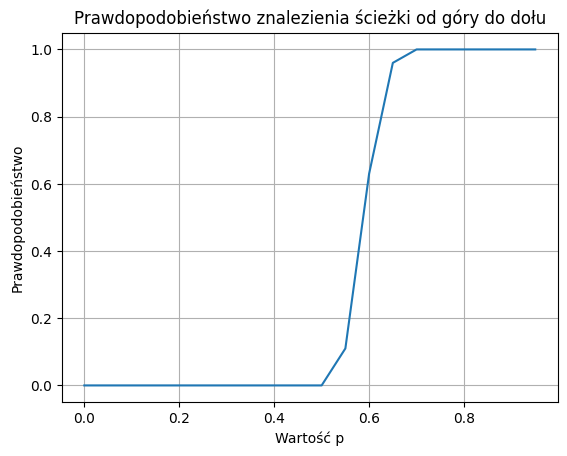 Prawdopodobieństwo znalezienia ścieżki od góry do dołu
1.0
0.8
0.6
0.4
0.2
0.0
Prawdopodobieństwo
0.0 0.2 0.4 0.6 0.8
Wartość p